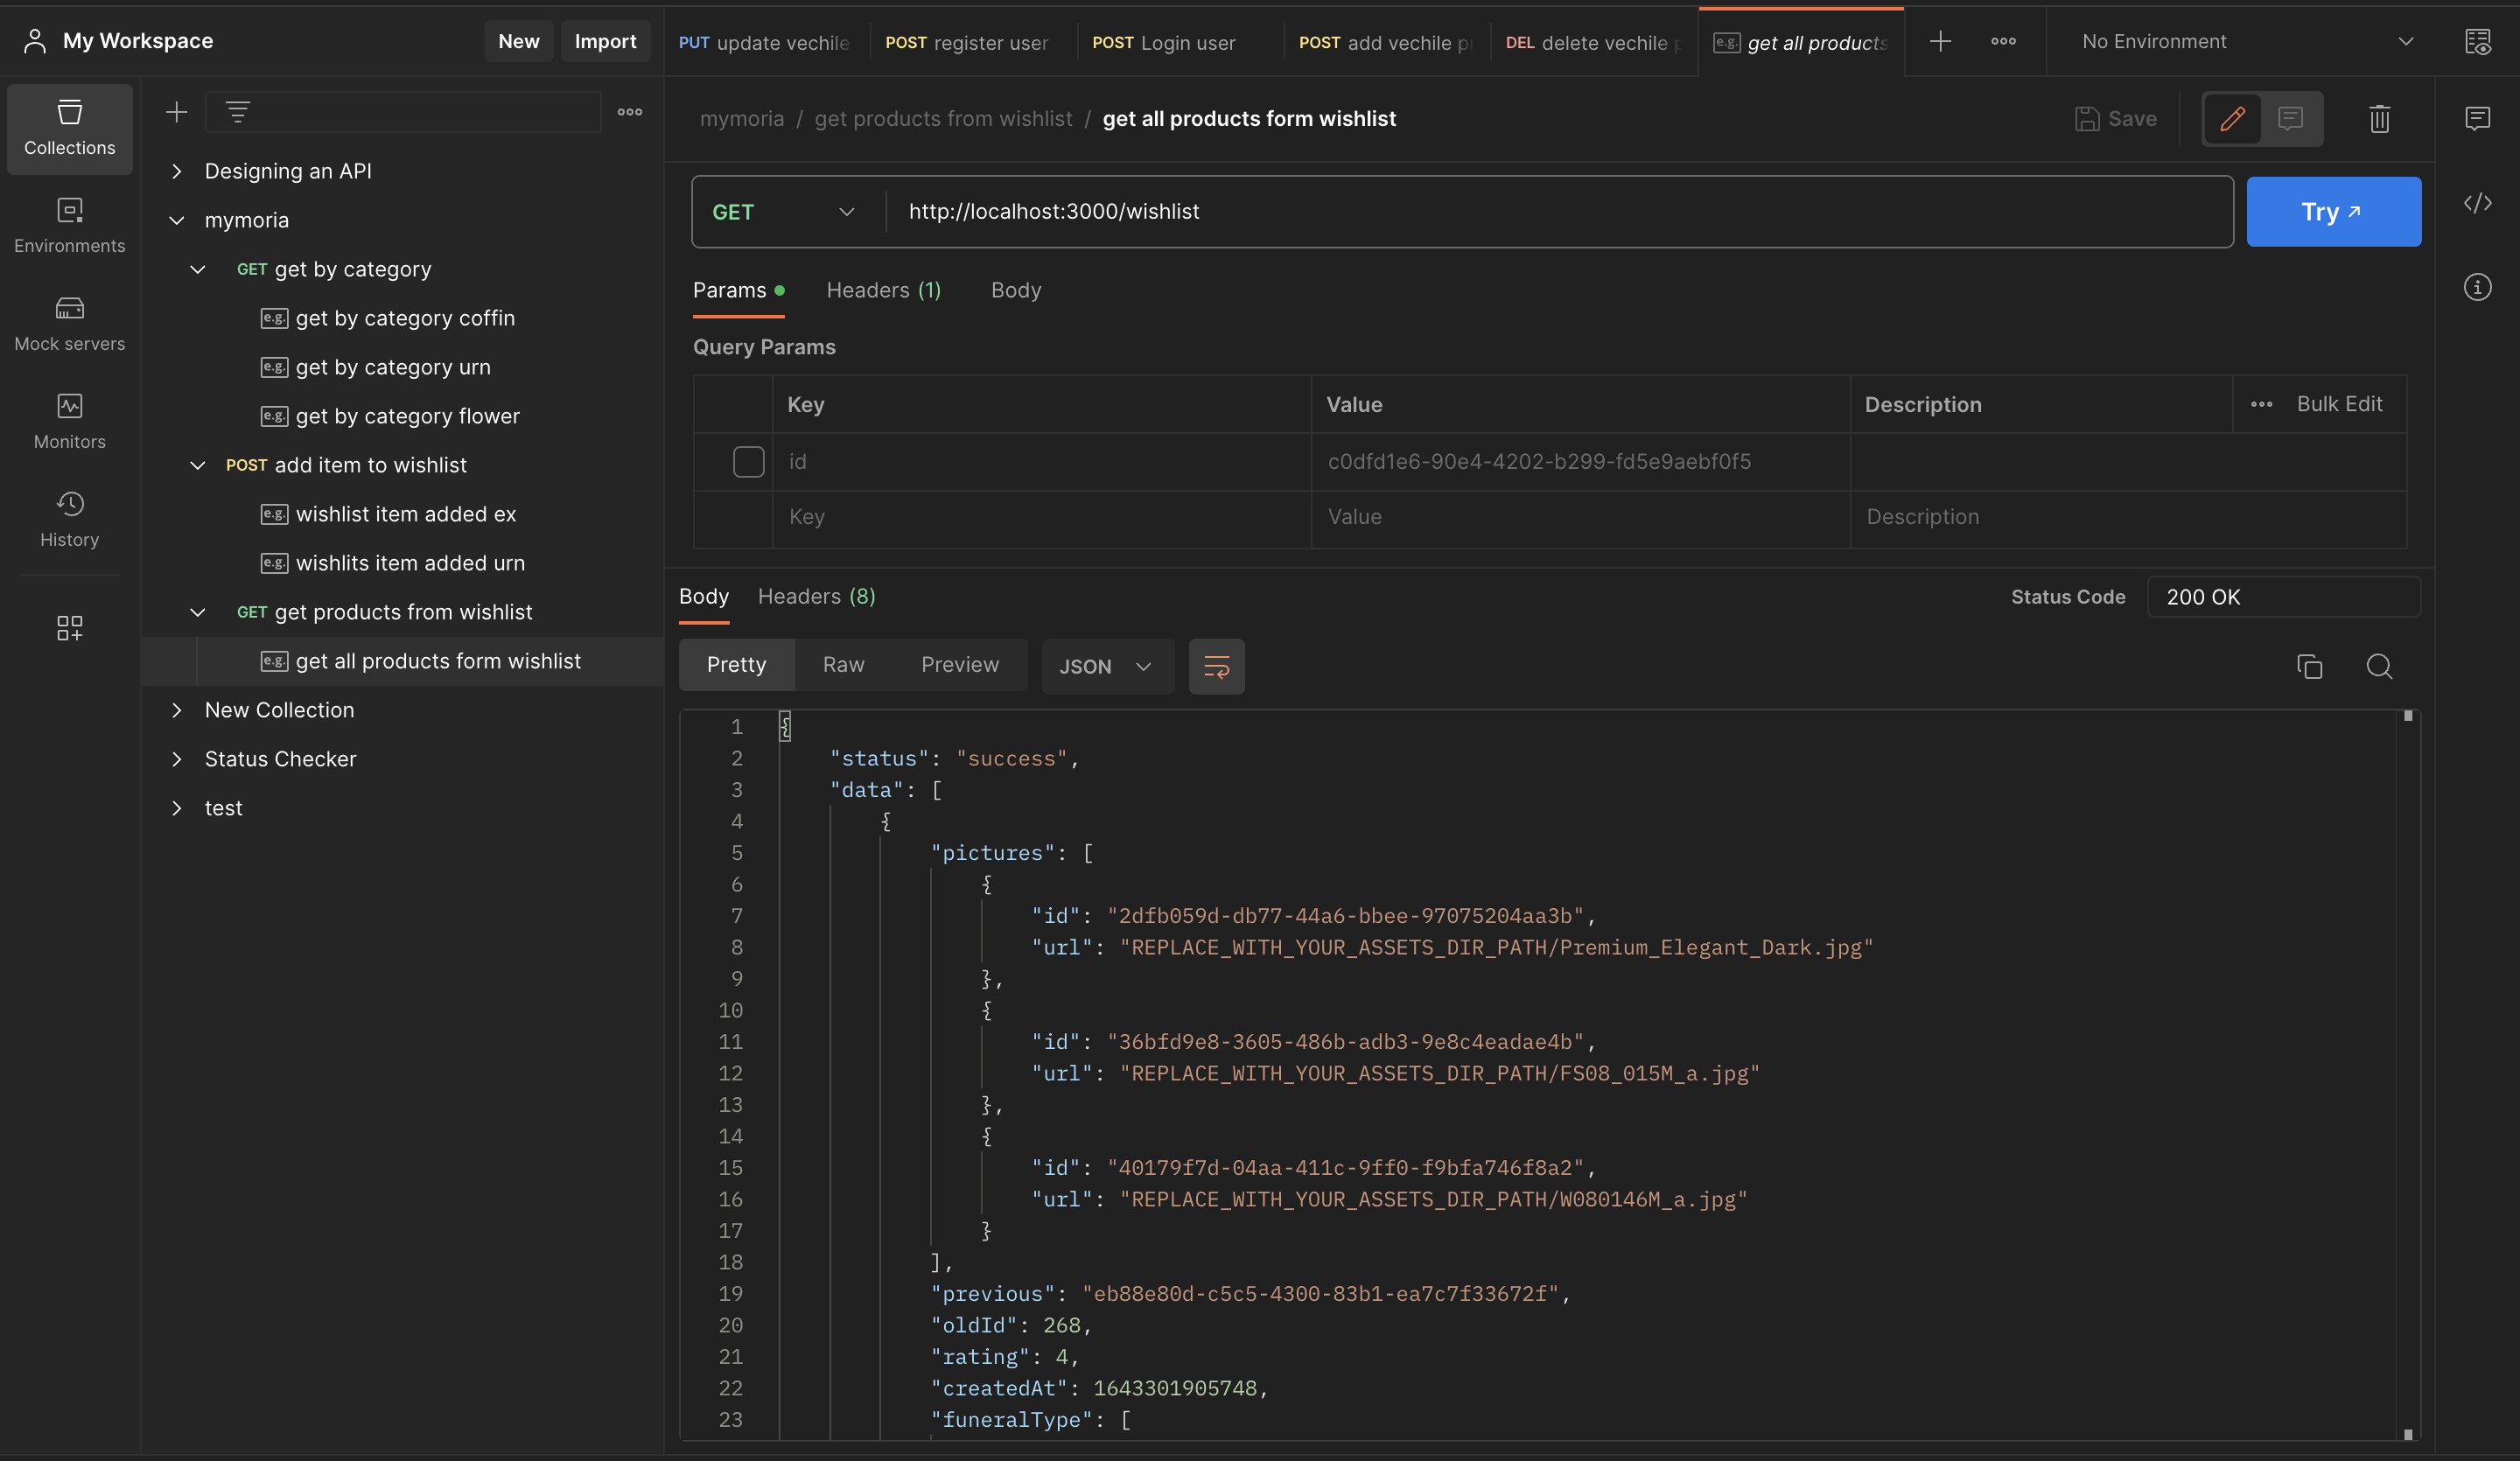 My Workspace
New
Import
PUT update vechile
POST register user
POST Login user
POST add vechile p
DEL delete vechile
e.g. get all products
No Environment
Collections
Environments
Mock servers
Monitors
History
Designing an API
mymoria
GET get by category
e.g. get by category coffin
e.g. get by category urn
e.g. get by category flower
POST add item to wishlist
e.g. wishlist item added ex
e.g. wishlits item added urn
GET get products from wishlist
e.g. get all products form wishlist
New Collection
Status Checker
test
mymoria / get products from wishlist / get all products form wishlist
Save
GET
http://localhost:3000/wishlist
Try
Params
Headers (1)
Body
Query Params
Key Value Description Bulk Edit
id c0dfd1e6-90e4-4202-b299-fd5e9aebf0f5
Key Value Description
Body
Headers (8)
Status Code 200 OK
Pretty Raw Preview JSON
1 {
2 "status": "success",
3 "data": [
4 {
5 "pictures": [
6 {
7 "id": "2dfb059d-db77-44a6-bbee-97075204aa3b",
8 "url": "REPLACE_WITH_YOUR_ASSETS_DIR_PATH/Premium_Elegant_Dark.jpg"
9 },
10 {
11 "id": "36bfd9e8-3605-486b-adb3-9e8c4eadae4b",
12 "url": "REPLACE_WITH_YOUR_ASSETS_DIR_PATH/FS08_015M_a.jpg"
13 },
14 {
15 "id": "40179f7d-04aa-411c-9ff0-f9bfa746f8a2",
16 "url": "REPLACE_WITH_YOUR_ASSETS_DIR_PATH/W080146M_a.jpg"
17 }
18 ],
19 "previous": "eb88e80d-c5c5-4300-83b1-ea7c7f33672f",
20 "oldId": 268,
21 "rating": 4,
22 "createdAt": 1643301905748,
23 "funeralType": [